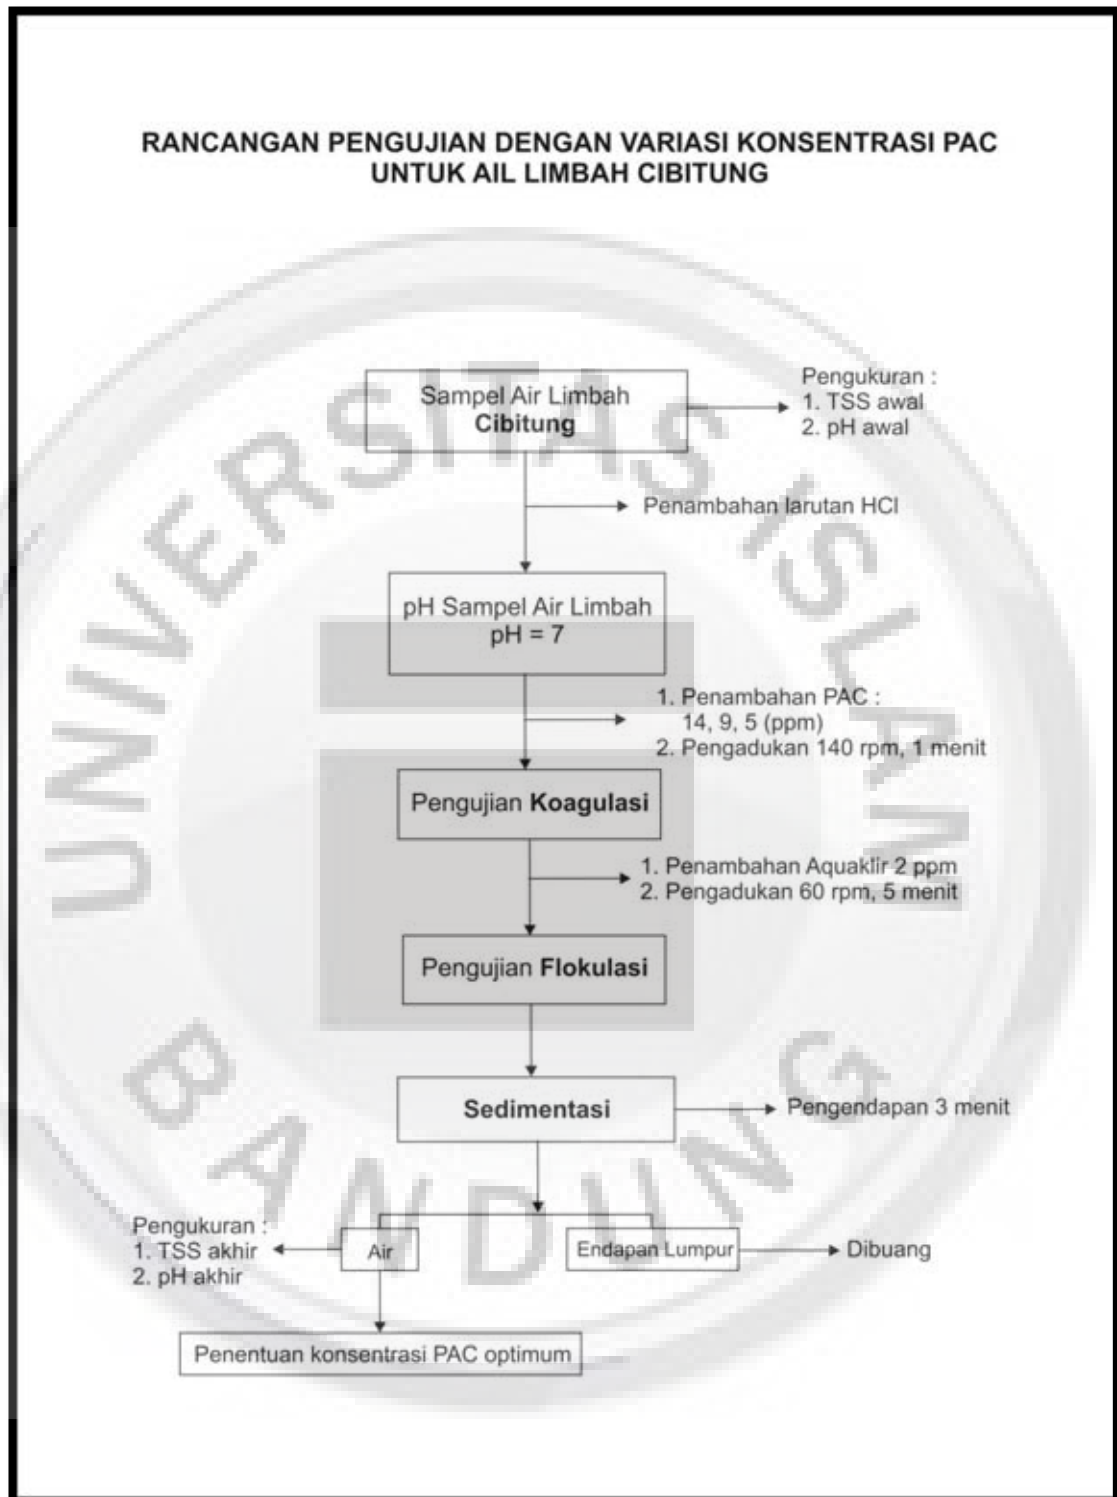 RANCANGAN PENGUJIAN DENGAN VARIASI KONSENTRASI PAC
UNTUK AIL LIMBAH CIBITUNG
Sampel Air Limbah
Cibitung
Pengukuran :
1. TSS awal
2. pH awal
Penambahan larutan HCl
pH Sampel Air Limbah
pH = 7
1. Penambahan PAC :
14, 9, 5 (ppm)
2. Pengadukan 140 rpm, 1 menit
Pengujian Koagulasi
1. Penambahan Aquaklir 2 ppm
2. Pengadukan 60 rpm, 5 menit
Pengujian Flokulasi
Sedimentasi
Pengendapan 3 menit
Pengukuran :
1. TSS akhir
2. pH akhir
Air
Endapan Lumpur
Dibuang
Penentuan konsentrasi PAC optimum
UNIVERSITAS ISLAM
BANDUNG